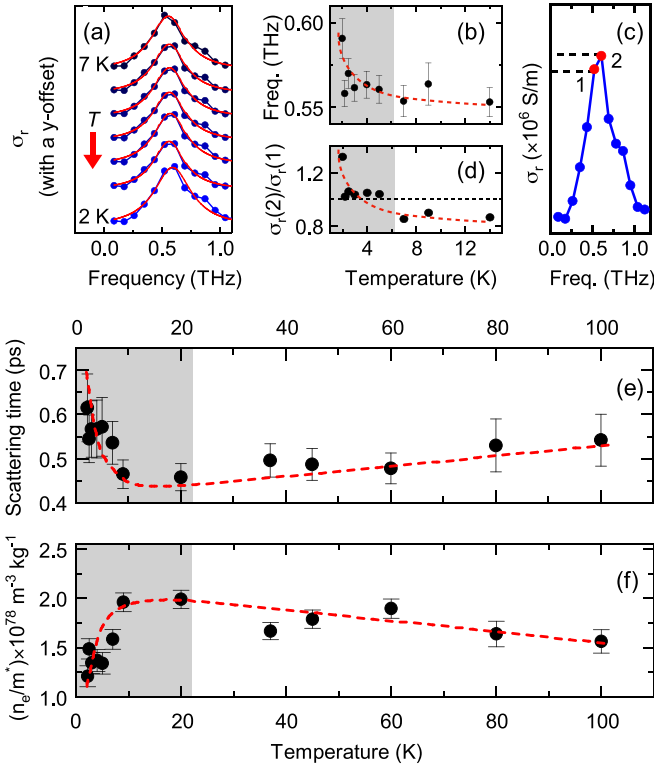 (a)
7 K
T
2 K
σr
(with a y-offset)
0.0 0.5 1.0
Frequency (THz)
(b)
0.60
0.55
Freq. (THz)
(d)
1.2
1.0
0.8
σr(2)/σr(1)
4 8 12
Temperature (K)
(c)
2
1
σr (×10⁶ S/m)
0.0 0.5 1.0
Freq. (THz)
0 20 40 60 80 100
(e)
0.7
0.6
0.5
0.4
Scattering time (ps)
(f)
2.5
2.0
1.5
1.0
(nₑ/m*)×10⁷⁸ m⁻³ kg⁻¹
0 20 40 60 80 100
Temperature (K)